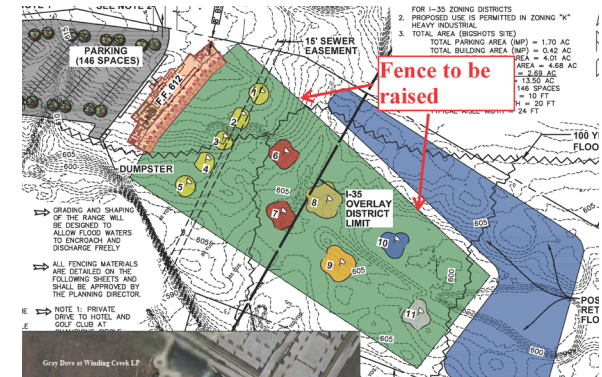 SEE NOTE 2
FOR I-35 ZONING DISTRICTS
2. PROPOSED USE IS PERMITTED IN ZONING "K"
HEAVY INDUSTRIAL
3. TOTAL AREA (BIGSHOTS SITE)
TOTAL PARKING AREA (IMP) = 1.70 AC
TOTAL BUILDING AREA (IMP) = 0.42 AC
AREA = 4.01 AC
AREA = 4.68 AC
= 2.69 AC
= 13.50 AC
146 SPACES
= 10 FT
= 20 FT
= 24 FT
15' SEWER
EASEMENT
PARKING
(146 SPACES)
615
F.F. 612
Fence to be
raised
100
FLOO
1
2
3
4
5
6
7
8
9
10
11
605
600
DUMPSTER
605
I-35
OVERLAY
DISTRICT
LIMIT
605
605
605
600
605
600
GRADING AND SHAPING
OF THE RANGE WILL
BE DESIGNED TO
ALLOW FLOOD WATERS
TO ENCROACH AND
DISCHARGE FREELY
ALL FENCING MATERIALS
ARE DETAILED ON THE
FOLLOWING SHEETS AND
SHALL BE APPROVED BY
THE PLANNING DIRECTOR.
NOTE 1: PRIVATE
DRIVE TO HOTEL AND
GOLF CLUB AT
POS
RET
FLO
Gray Dove at Winding Creek LP